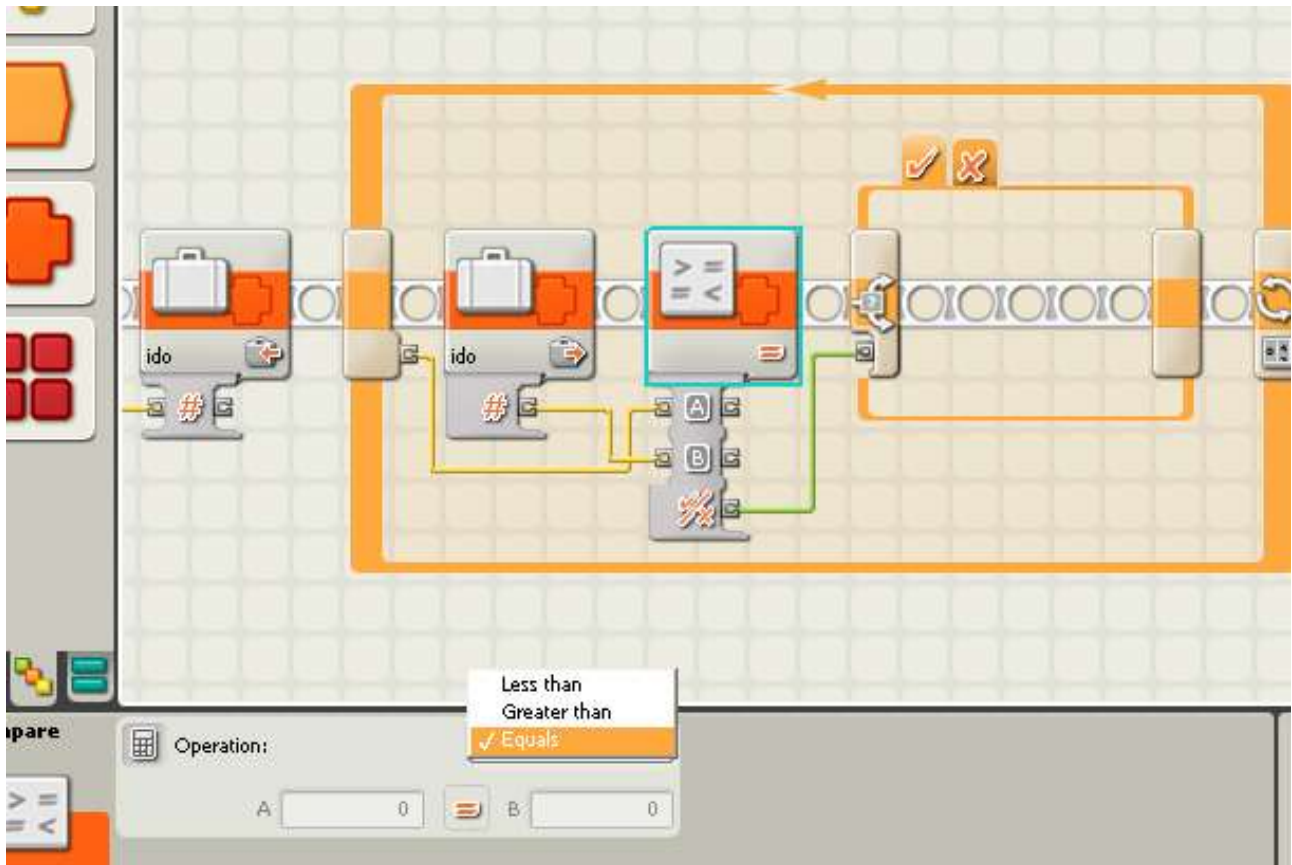 ido
ido
#
#
A
B
Less than
Greater than
✓ Equals
pare
Operation:
A 0 = B 0
> =
= <